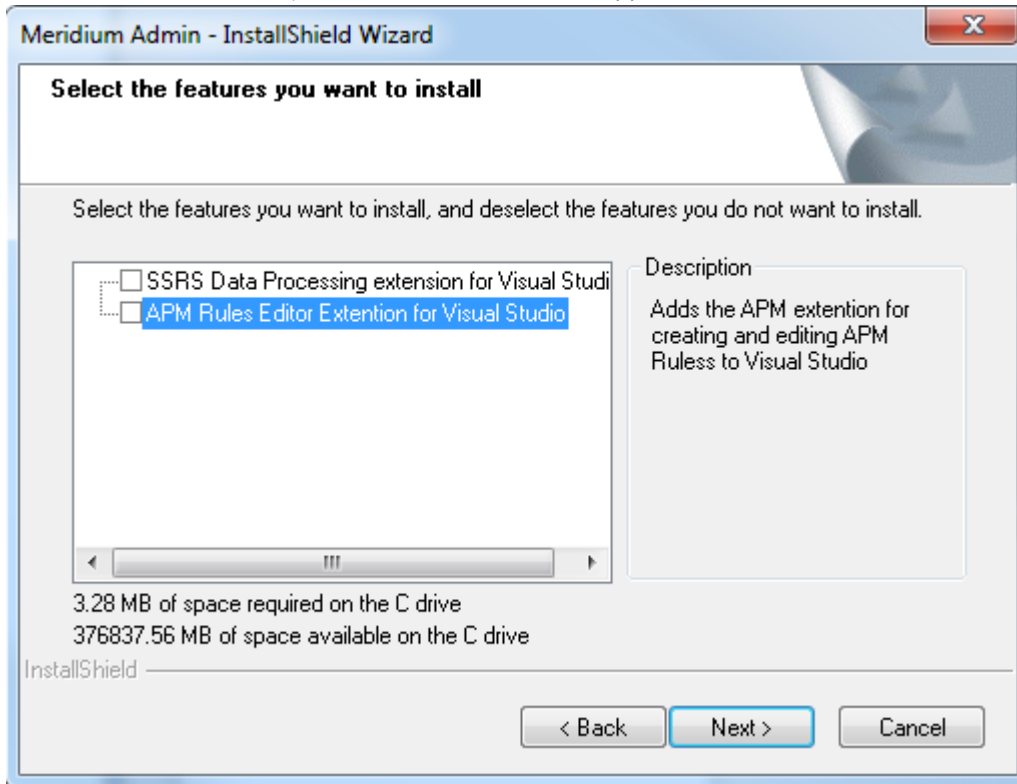 Meridium Admin - InstallShield Wizard
Select the features you want to install
Select the features you want to install, and deselect the features you do not want to install.
SSRS Data Processing extension for Visual Studi
APM Rules Editor Extention for Visual Studio
Description
Adds the APM extention for
creating and editing APM
Ruless to Visual Studio
3.28 MB of space required on the C drive
376837.56 MB of space available on the C drive
InstallShield
< Back
Next >
Cancel